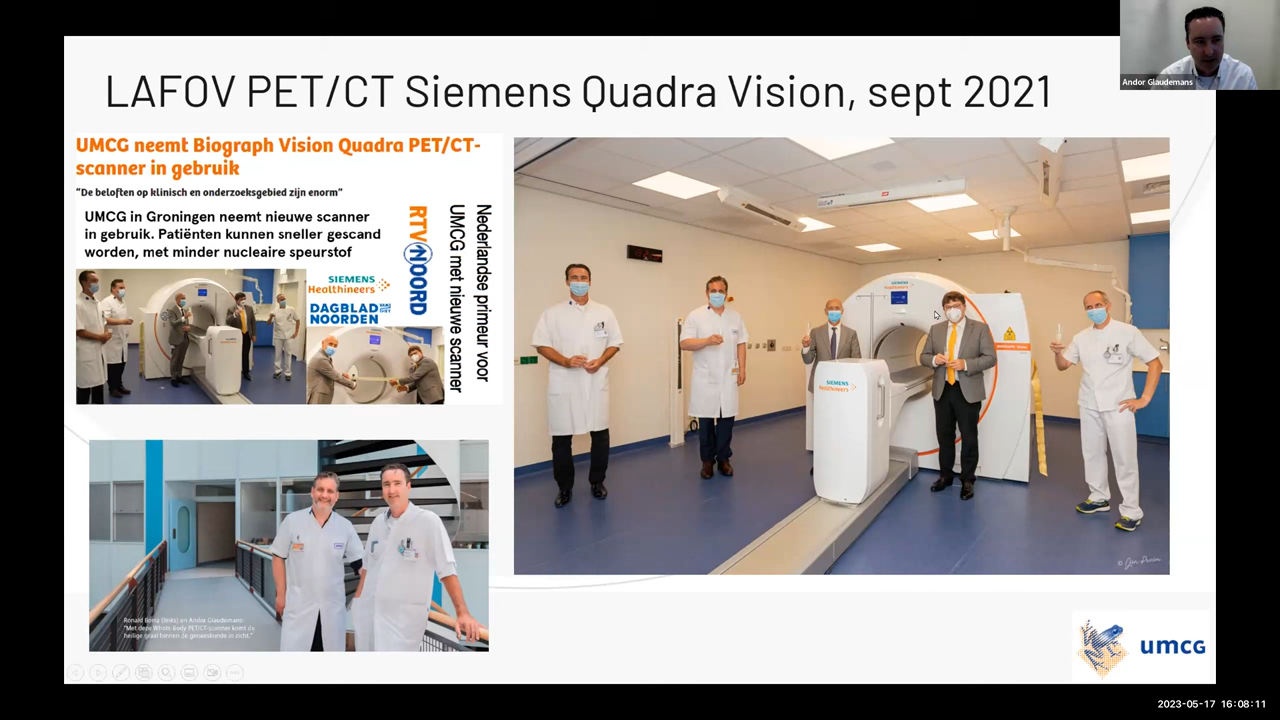 LAFOV PET/CT Siemens Quadra Vision, sept 2021
Andor Glaudemans
UMCG neemt Biograph Vision Quadra PET/CT-
scanner in gebruik
“De beloften op klinisch en onderzoeksgebied zijn enorm”
UMCG in Groningen neemt nieuwe scanner
in gebruik. Patiënten kunnen sneller gescand
worden, met minder nucleaire speurstof
SIEMENS
Healthineers
DAGBLAD
VAN HET
NOORDEN
RTV NOORD
Nederlandse primeur voor
UMCG met nieuwe scanner
SIEMENS
Healthineers
SIEMENS
Healthineers
Ronald Borra (links) en Andor Glaudemans:
“Met deze Whole Body PET/CT-scanner komt de
heilige graal binnen de geneeskunde in zicht.”
umcg
2023-05-17 16:08:11